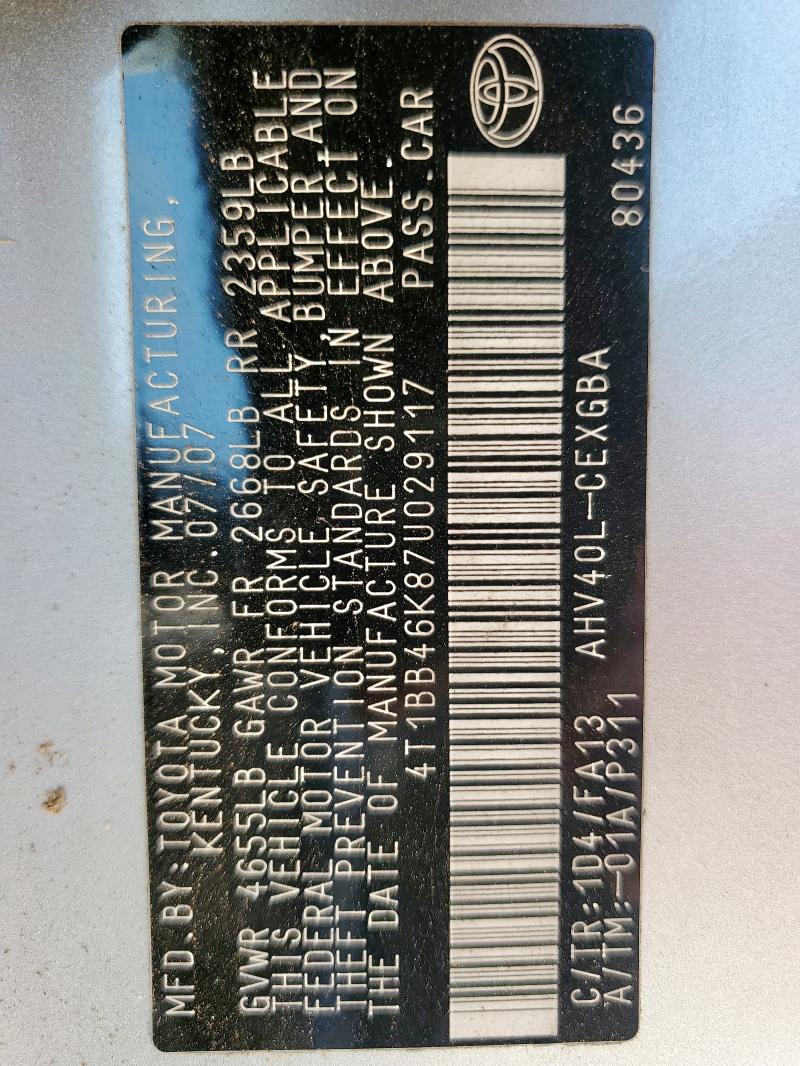 MFD.BY:TOYOTA MOTOR MANUFACTURING,
KENTUCKY, INC.07/07
GVWR 4655LB GAWR FR 2668LB RR 2359LB
THIS VEHICLE CONFORMS TO ALL APPLICABLE
FEDERAL MOTOR VEHICLE SAFETY, BUMPER, AND
THEFT PREVENTION STANDARDS IN EFFECT ON
THE DATE OF MANUFACTURE SHOWN ABOVE.
4T1BB46K87U029117 PASS.CAR
C/TR:1D4/FA13 AHV40L-CEXGBA 80436
A/TM:-01A/P311